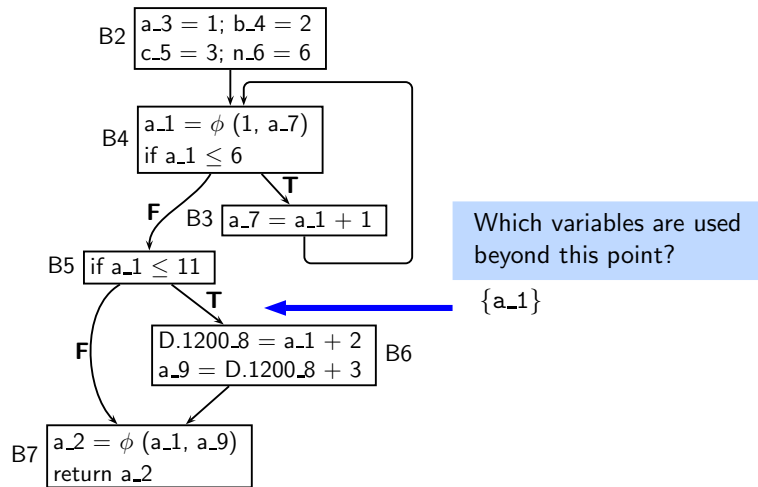 B2
a_3 = 1; b_4 = 2
c_5 = 3; n_6 = 6
B4
a_1 = ϕ (1, a_7)
if a_1 ≤ 6
T
F
B3
a_7 = a_1 + 1
Which variables are used
beyond this point?
{a_1}
B5
if a_1 ≤ 11
T
F
D.1200_8 = a_1 + 2
a_9 = D.1200_8 + 3
B6
B7
a_2 = ϕ (a_1, a_9)
return a_2